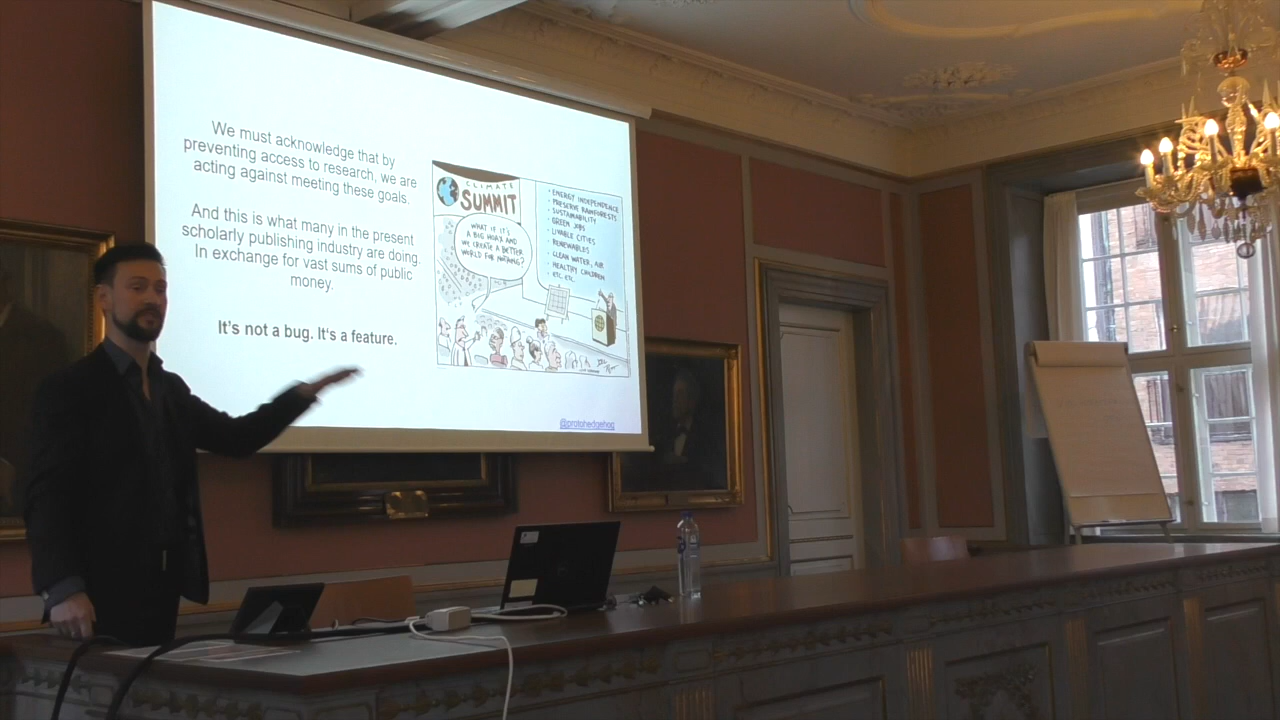 We must acknowledge that by
preventing access to research, we are
acting against meeting these goals.
And this is what many in the present
scholarly publishing industry are doing.
In exchange for vast sums of public
money.
It's not a bug. It's a feature.
CLIMATE
SUMMIT
WHAT IF IT'S
A BIG HOAX AND
WE CREATE A BETTER
WORLD FOR NOTHING?
• ENERGY INDEPENDENCE
• PRESERVE RAINFORESTS
• SUSTAINABILITY
• GREEN JOBS
• LIVABLE CITIES
• RENEWABLES
• CLEAN WATER, AIR
• HEALTHY CHILDREN
• ETC. ETC.
@protohedgehog